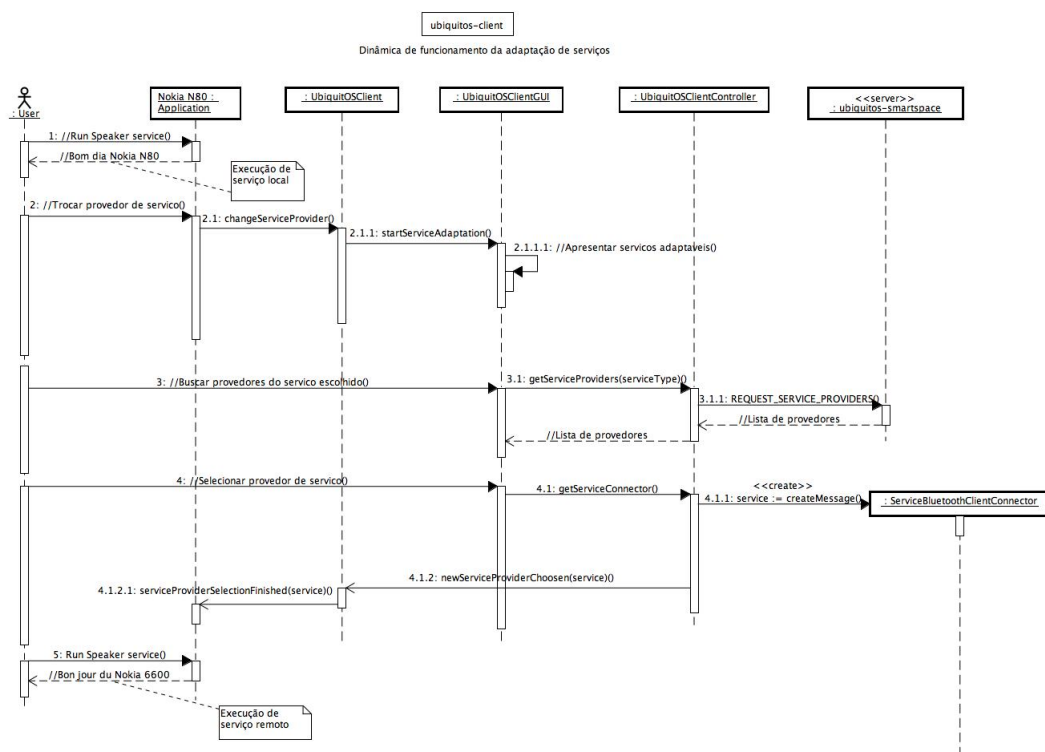 ubiquitos-client
Dinâmica de funcionamento da adaptação de serviços
: User
Nokia N80 :
Application
: UbiquitOSClient
: UbiquitOSClientGUI
: UbiquitOSClientController
<<server>>
: ubiquitos-smartspace
1: //Run Speaker service()
//Bom dia Nokia N80
Execução de
serviço local
2: //Trocar provedor de servico()
2.1: changeServiceProvider()
2.1.1: startServiceAdaptation()
2.1.1.1: //Apresentar servicos adaptaveis()
3: //Buscar provedores do servico escolhido()
3.1: getServiceProviders(serviceType)()
3.1.1: REQUEST_SERVICE_PROVIDERS()
//Lista de provedores
//Lista de provedores
4: //Selecionar provedor de servico()
4.1: getServiceConnector()
<<create>>
4.1.1: service := createMessage()
: ServiceBluetoothClientConnector
4.1.2: newServiceProviderChoosen(service)()
4.1.2.1: serviceProviderSelectionFinished(service)()
5: Run Speaker service()
//Bon jour du Nokia 6600
Execução de
serviço remoto